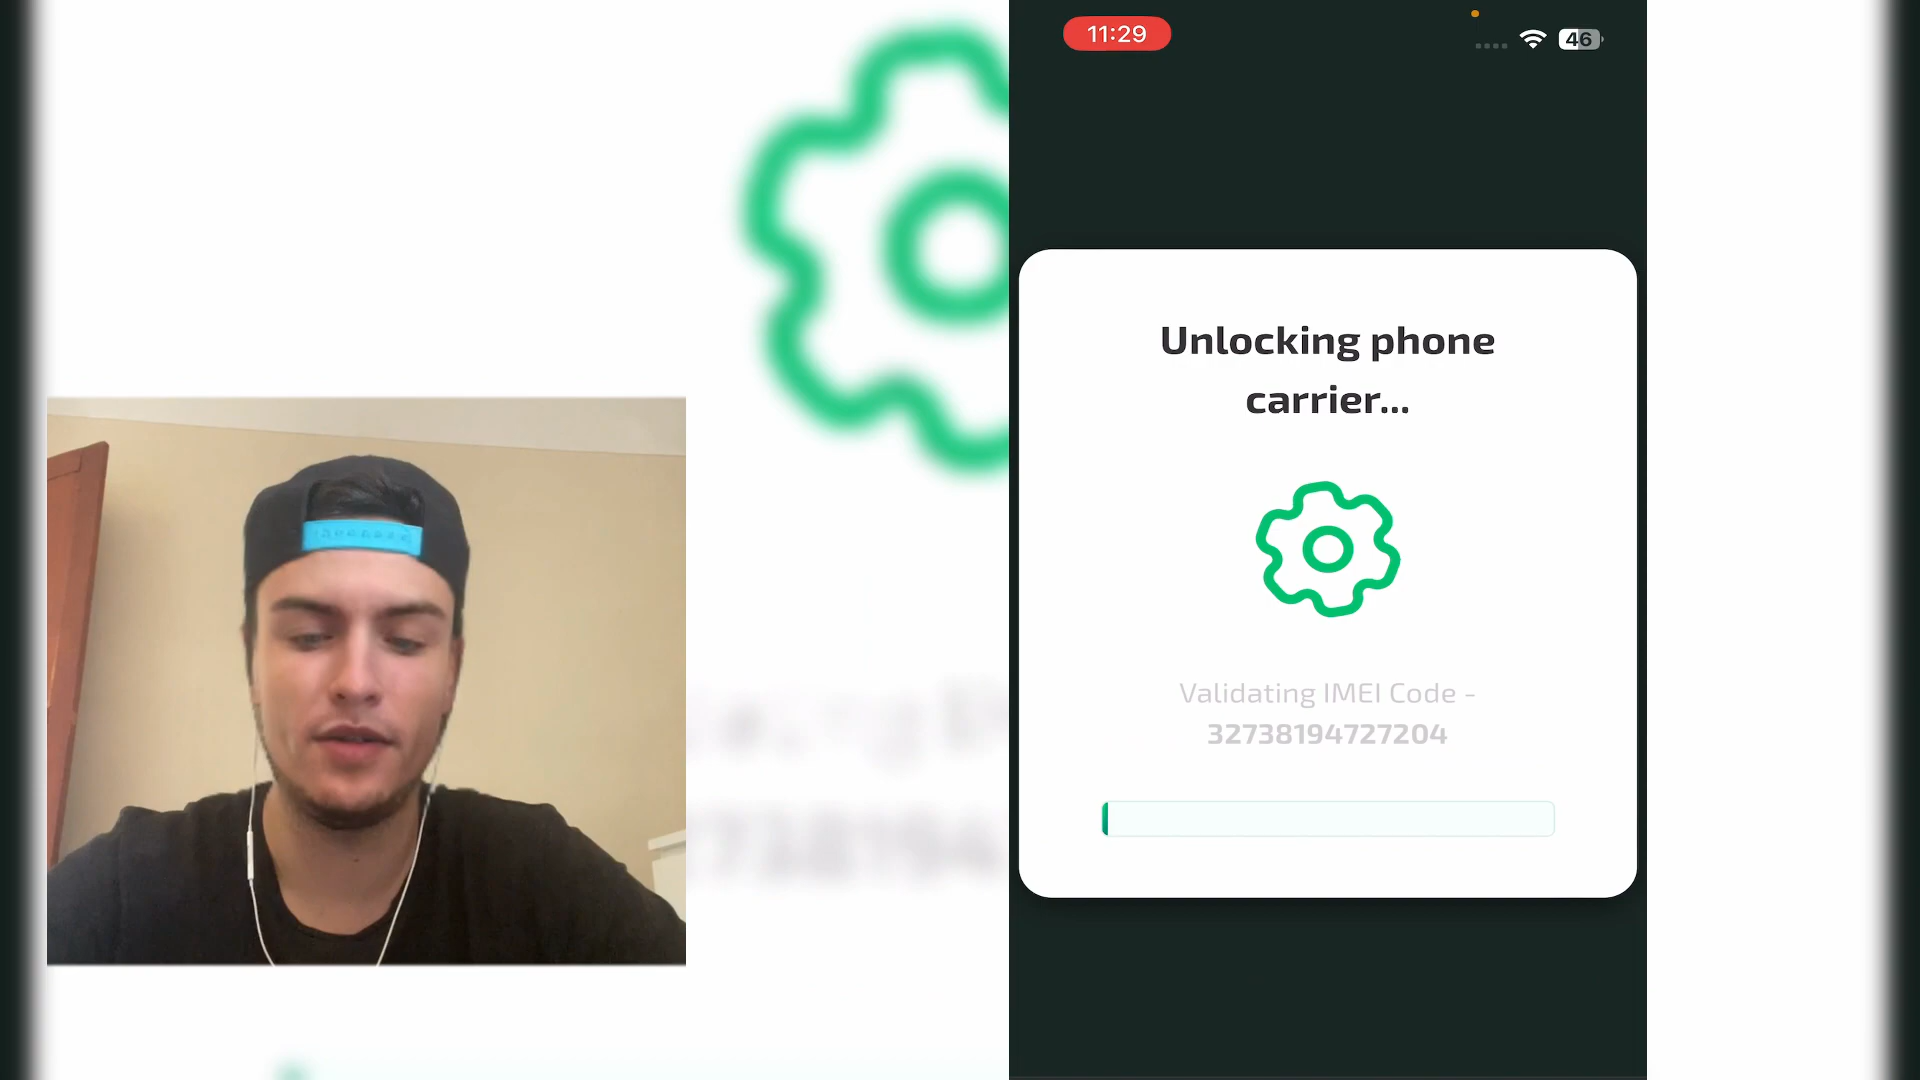 11:29
46
Unlocking phone
carrier...
Validating IMEI Code -
32738194727204